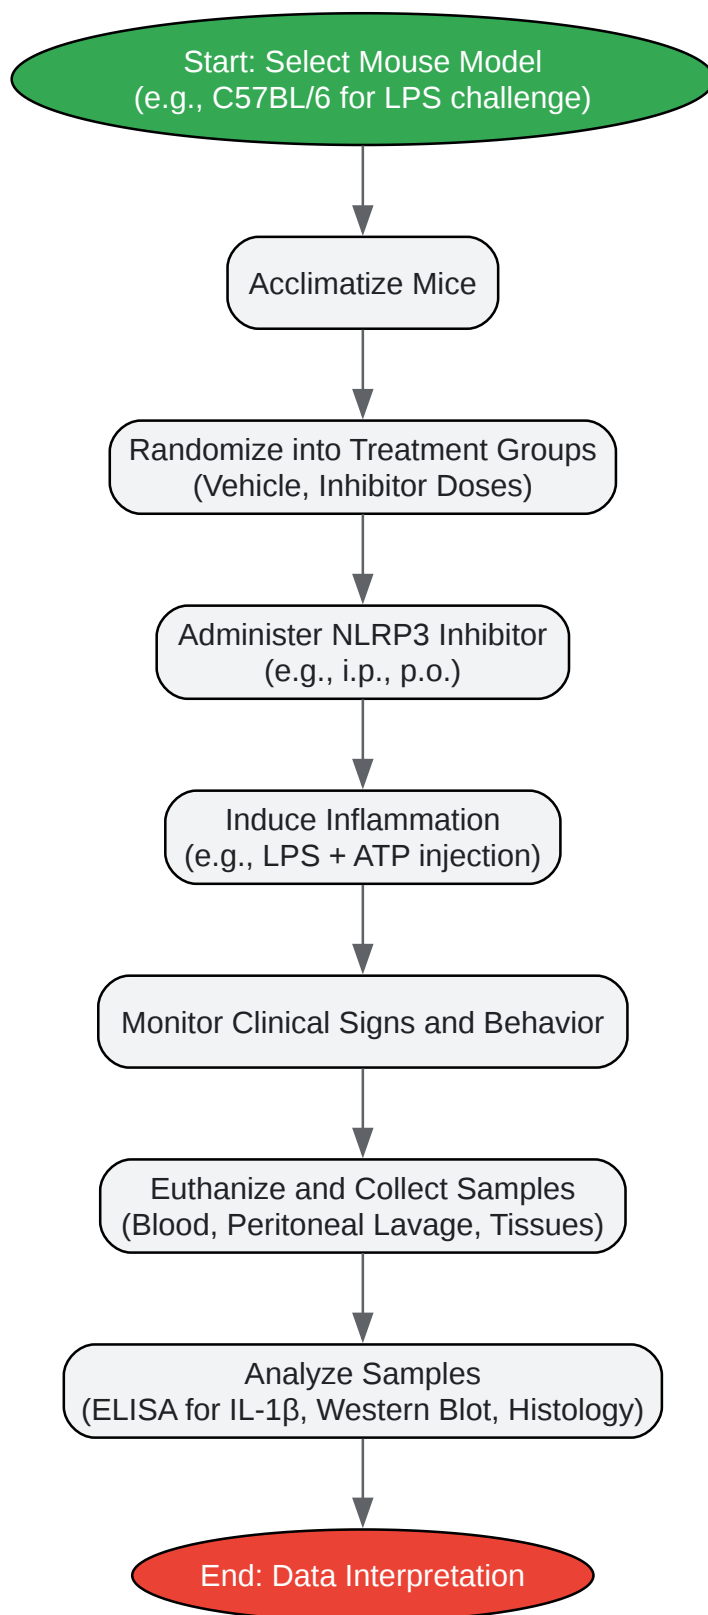 Start: Select Mouse Model
(e.g., C57BL/6 for LPS challenge)
Acclimatize Mice
Randomize into Treatment Groups
(Vehicle, Inhibitor Doses)
Administer NLRP3 Inhibitor
(e.g., i.p., p.o.)
Induce Inflammation
(e.g., LPS + ATP injection)
Monitor Clinical Signs and Behavior
Euthanize and Collect Samples
(Blood, Peritoneal Lavage, Tissues)
Analyze Samples
(ELISA for IL-1β, Western Blot, Histology)
End: Data Interpretation